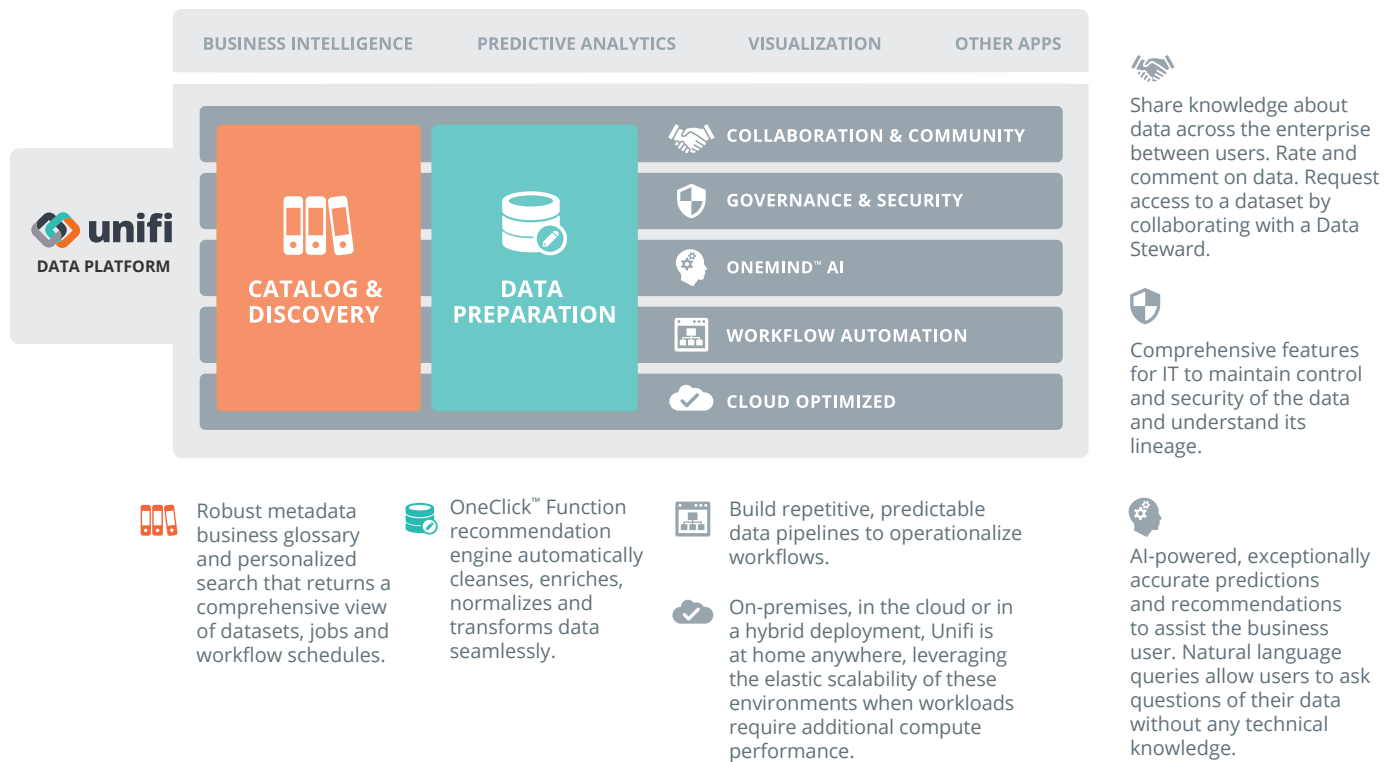 BUSINESS INTELLIGENCE PREDICTIVE ANALYTICS VISUALIZATION OTHER APPS
unifi
DATA PLATFORM
CATALOG &
DISCOVERY
DATA
PREPARATION
COLLABORATION & COMMUNITY
GOVERNANCE & SECURITY
ONEMIND™ AI
WORKFLOW AUTOMATION
CLOUD OPTIMIZED
Share knowledge about
data across the enterprise
between users. Rate and
comment on data. Request
access to a dataset by
collaborating with a Data
Steward.
Comprehensive features
for IT to maintain control
and security of the data
and understand its
lineage.
AI-powered, exceptionally
accurate predictions
and recommendations
to assist the business
user. Natural language
queries allow users to ask
questions of their data
without any technical
knowledge.
Robust metadata
business glossary
and personalized
search that returns a
comprehensive view
of datasets, jobs and
workflow schedules.
OneClick™ Function
recommendation
engine automatically
cleanses, enriches,
normalizes and
transforms data
seamlessly.
Build repetitive, predictable
data pipelines to operationalize
workflows.
On-premises, in the cloud or in
a hybrid deployment, Unifi is
at home anywhere, leveraging
the elastic scalability of these
environments when workloads
require additional compute
performance.